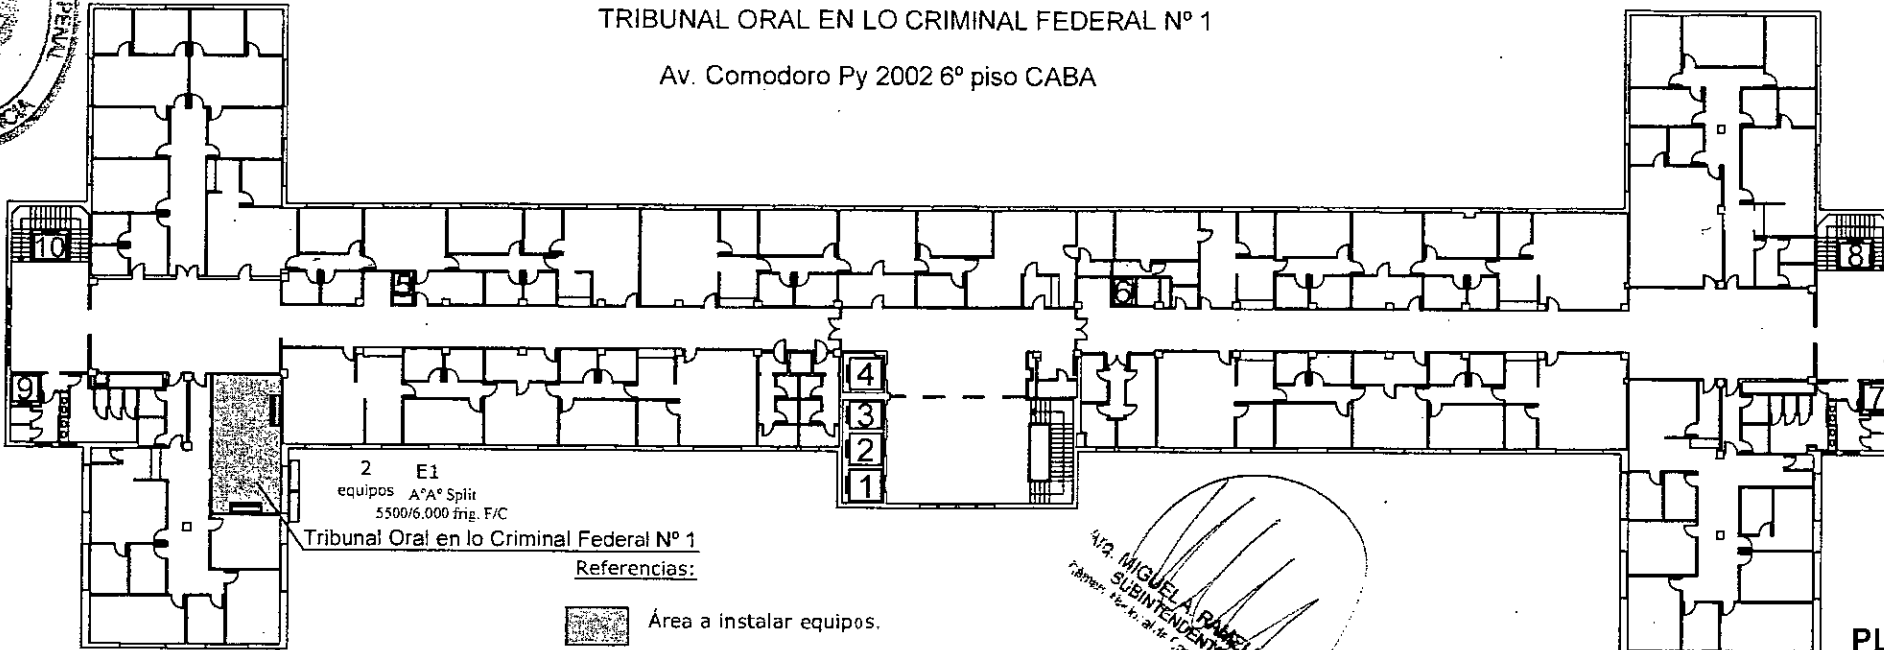 PENAL
TRIBUNAL ORAL EN LO CRIMINAL FEDERAL Nº 1
Av. Comodoro Py 2002 6º piso CABA
10
5
6
8
9
4
3
2
1
7
2 E1
equipos A°A° Split
5500/6.000 frig. F/C
Tribunal Oral en lo Criminal Federal Nº 1
Referencias:
Área a instalar equipos.
MIGUEL A.
SUBINTENDENTE
PL